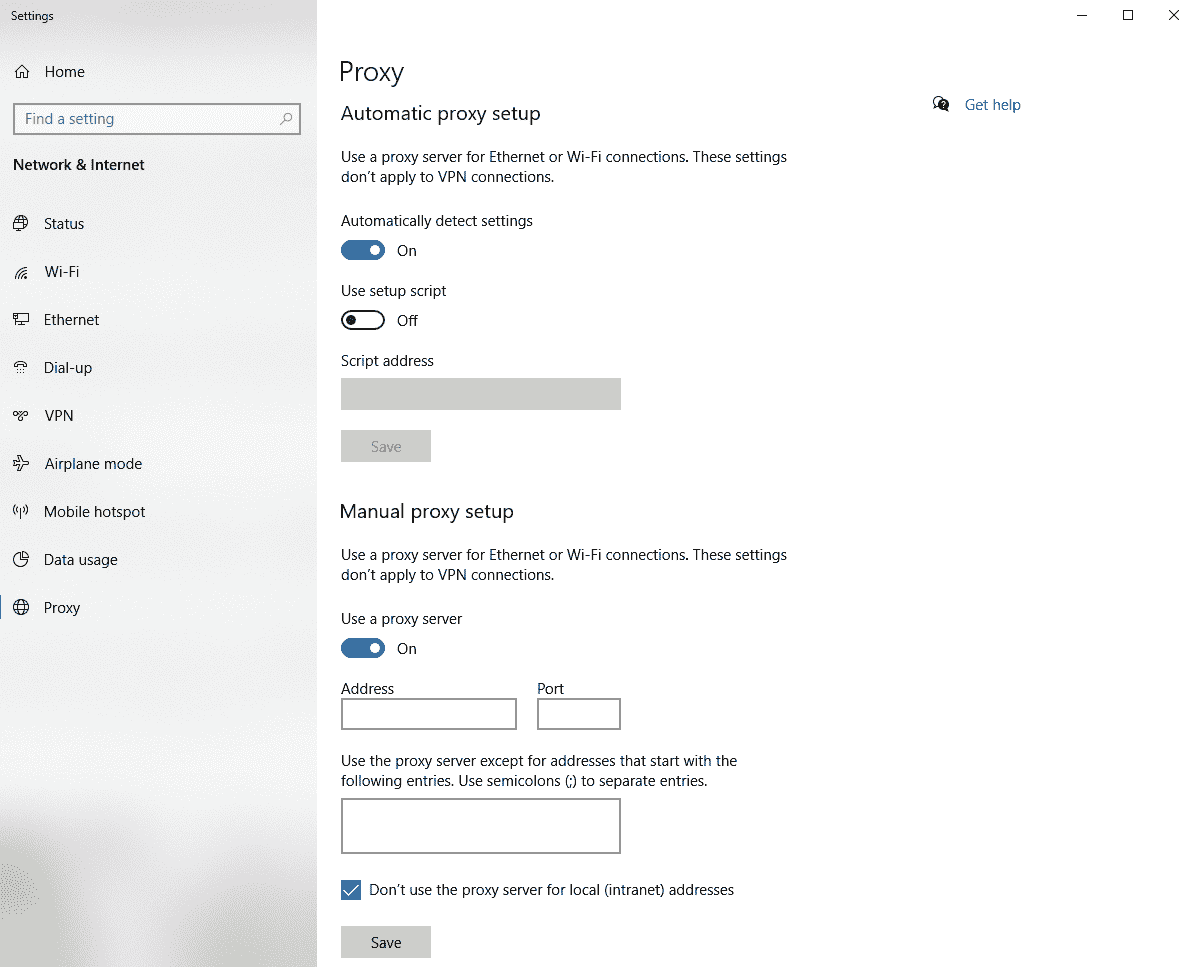 Settings
Home
Find a setting
Network & Internet
Status
Wi-Fi
Ethernet
Dial-up
VPN
Airplane mode
Mobile hotspot
Data usage
Proxy
Proxy
Automatic proxy setup
Use a proxy server for Ethernet or Wi-Fi connections. These settings
don't apply to VPN connections.
Automatically detect settings
On
Use setup script
Off
Script address
Save
Manual proxy setup
Use a proxy server for Ethernet or Wi-Fi connections. These settings
don't apply to VPN connections.
Use a proxy server
On
Address Port
Use the proxy server except for addresses that start with the
following entries. Use semicolons (;) to separate entries.
Don't use the proxy server for local (intranet) addresses
Save
Get help